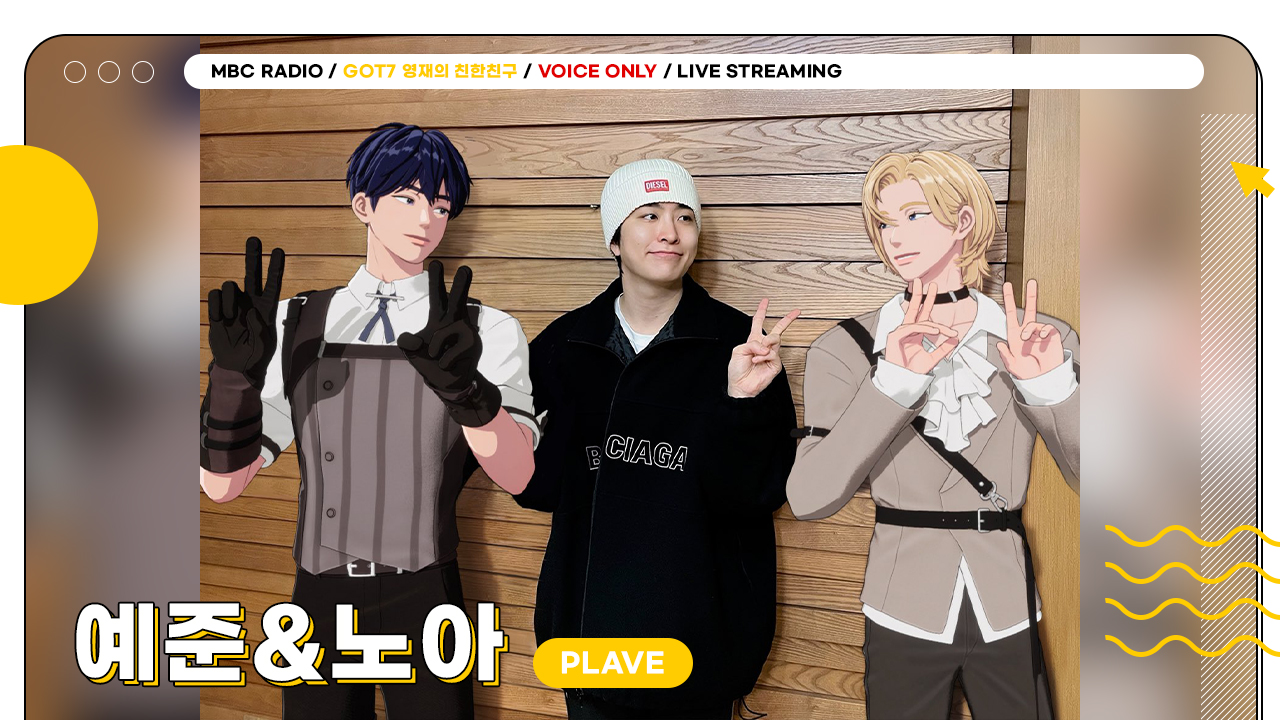 MBC RADIO / GOT7 영재의 친한친구 / VOICE ONLY / LIVE STREAMING
DIESEL
B CIAGA
예준&노아
PLAVE